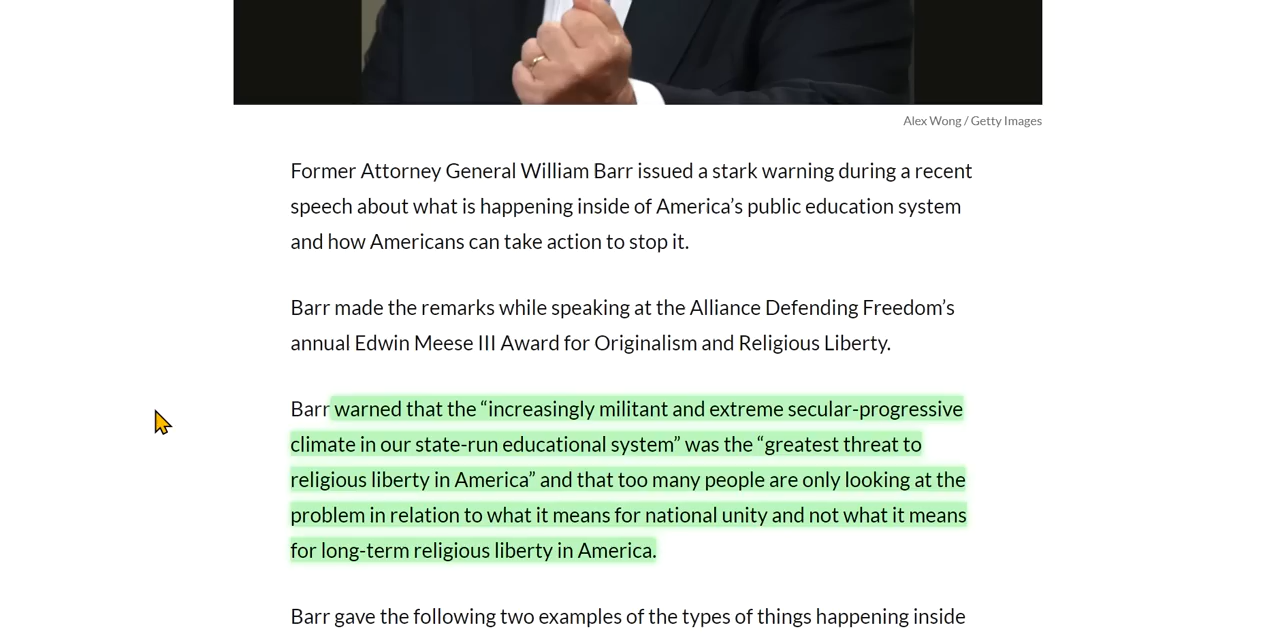 Alex Wong / Getty Images
Former Attorney General William Barr issued a stark warning during a recent
speech about what is happening inside of America’s public education system
and how Americans can take action to stop it.
Barr made the remarks while speaking at the Alliance Defending Freedom’s
annual Edwin Meese III Award for Originalism and Religious Liberty.
Barr warned that the “increasingly militant and extreme secular-progressive
climate in our state-run educational system” was the “greatest threat to
religious liberty in America” and that too many people are only looking at the
problem in relation to what it means for national unity and not what it means
for long-term religious liberty in America.
Barr gave the following two examples of the types of things happening inside